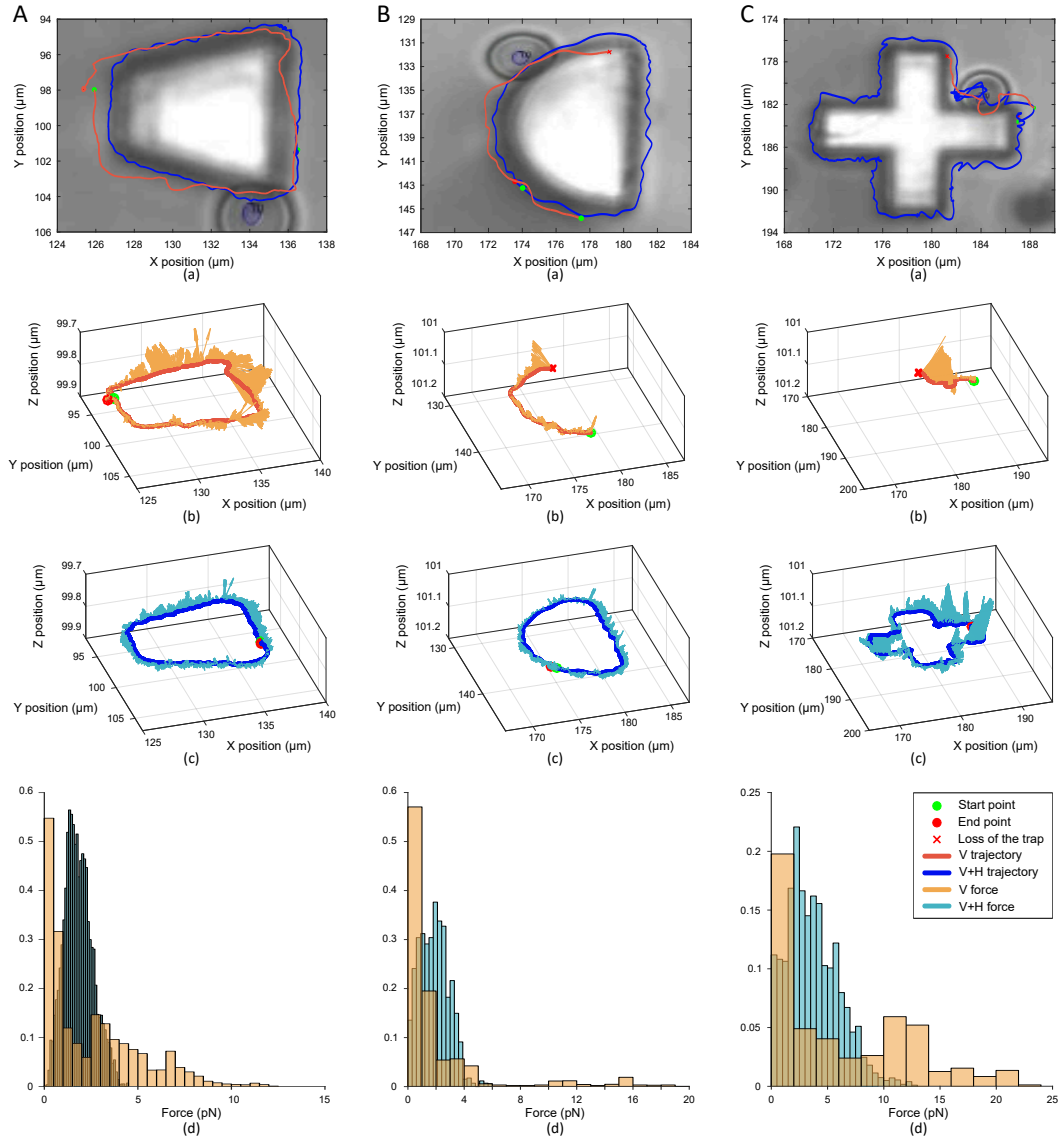 A
94
96
98
100
102
104
106
Y position (µm)
124 126 128 130 132 134 136 138
X position (µm)
(a)
B
129
131
133
135
137
139
141
143
145
147
Y position (µm)
168 170 172 174 176 178 180 182 184
X position (µm)
(a)
C
174
178
182
186
190
194
Y position (µm)
168 172 176 180 184 188
X position (µm)
(a)
99.7
99.8
99.9
Z position (µm)
95
100
105
Y position (µm)
125
130
135
140
X position (µm)
(b)
101
101.1
101.2
Z position (µm)
130
140
Y position (µm)
170
175
180
185
X position (µm)
(b)
101
101.1
101.2
Z position (µm)
170
180
190
200
Y position (µm)
170
180
190
X position (µm)
(b)
99.7
99.8
99.9
Z position (µm)
95
100
105
Y position (µm)
125
130
135
140
X position (µm)
(c)
101
101.1
101.2
Z position (µm)
130
140
Y position (µm)
170
175
180
185
X position (µm)
(c)
101
101.1
101.2
Z position (µm)
170
180
190
200
Y position (µm)
170
180
190
X position (µm)
(c)
0.6
0.5
0.4
0.3
0.2
0.1
0
0 5 10 15
Force (pN)
(d)
0.6
0.5
0.4
0.3
0.2
0.1
0
0 4 8 12 16 20
Force (pN)
(d)
0.25
0.2
0.15
0.1
0.05
0
0 5 10 15 20 25
Force (pN)
(d)
Start point
End point
Loss of the trap
V trajectory
V+H trajectory
V force
V+H force